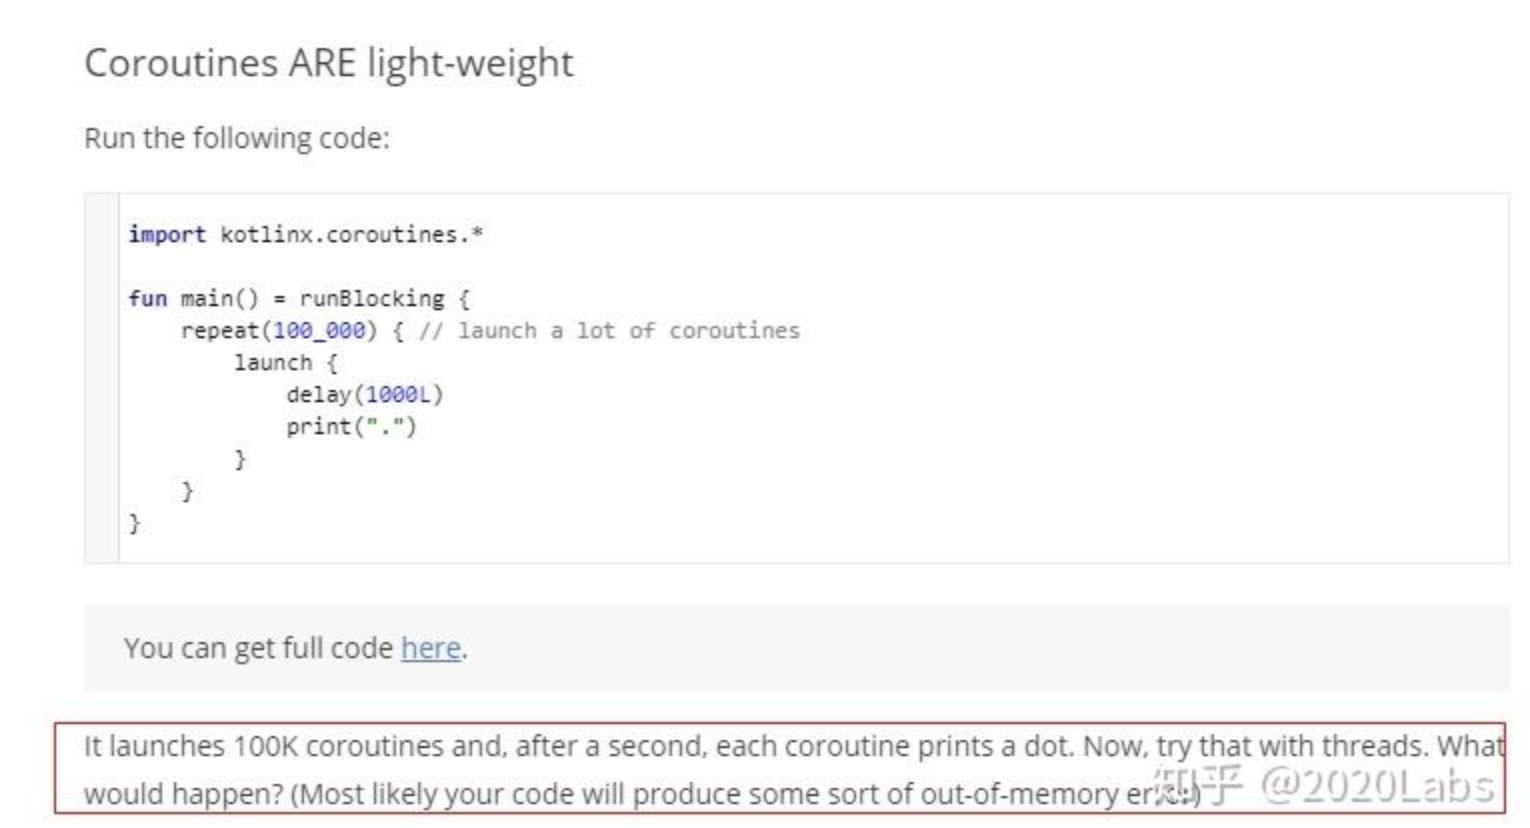 Coroutines ARE light-weight
Run the following code:
import kotlinx.coroutines.*
fun main() = runBlocking {
    repeat(100_000) { // launch a lot of coroutines
        launch {
            delay(1000L)
            print(".")
        }
    }
}
You can get full code here.
It launches 100K coroutines and, after a second, each coroutine prints a dot. Now, try that with threads. What
would happen? (Most likely your code will produce some sort of out-of-memory
知乎 @2020Labs